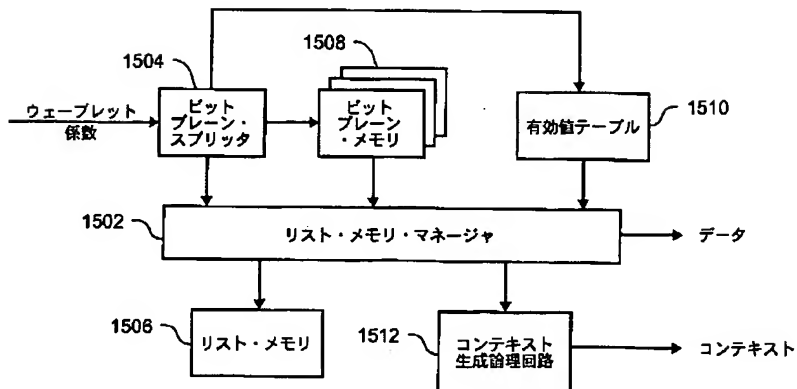 1508
1504
ウェーブレット
係数
ビット
プレーン・
スプリッタ
ビット
プレーン
・メモリ
有効値テーブル
1510
1502
リスト・メモリ・マネージャ
データ
1506
リスト・メモリ
1512
コンテキスト
生成論理回路
コンテキスト